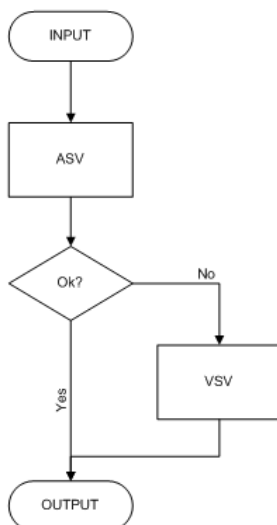 INPUT
ASV
Ok?
No
VSV
Yes
OUTPUT